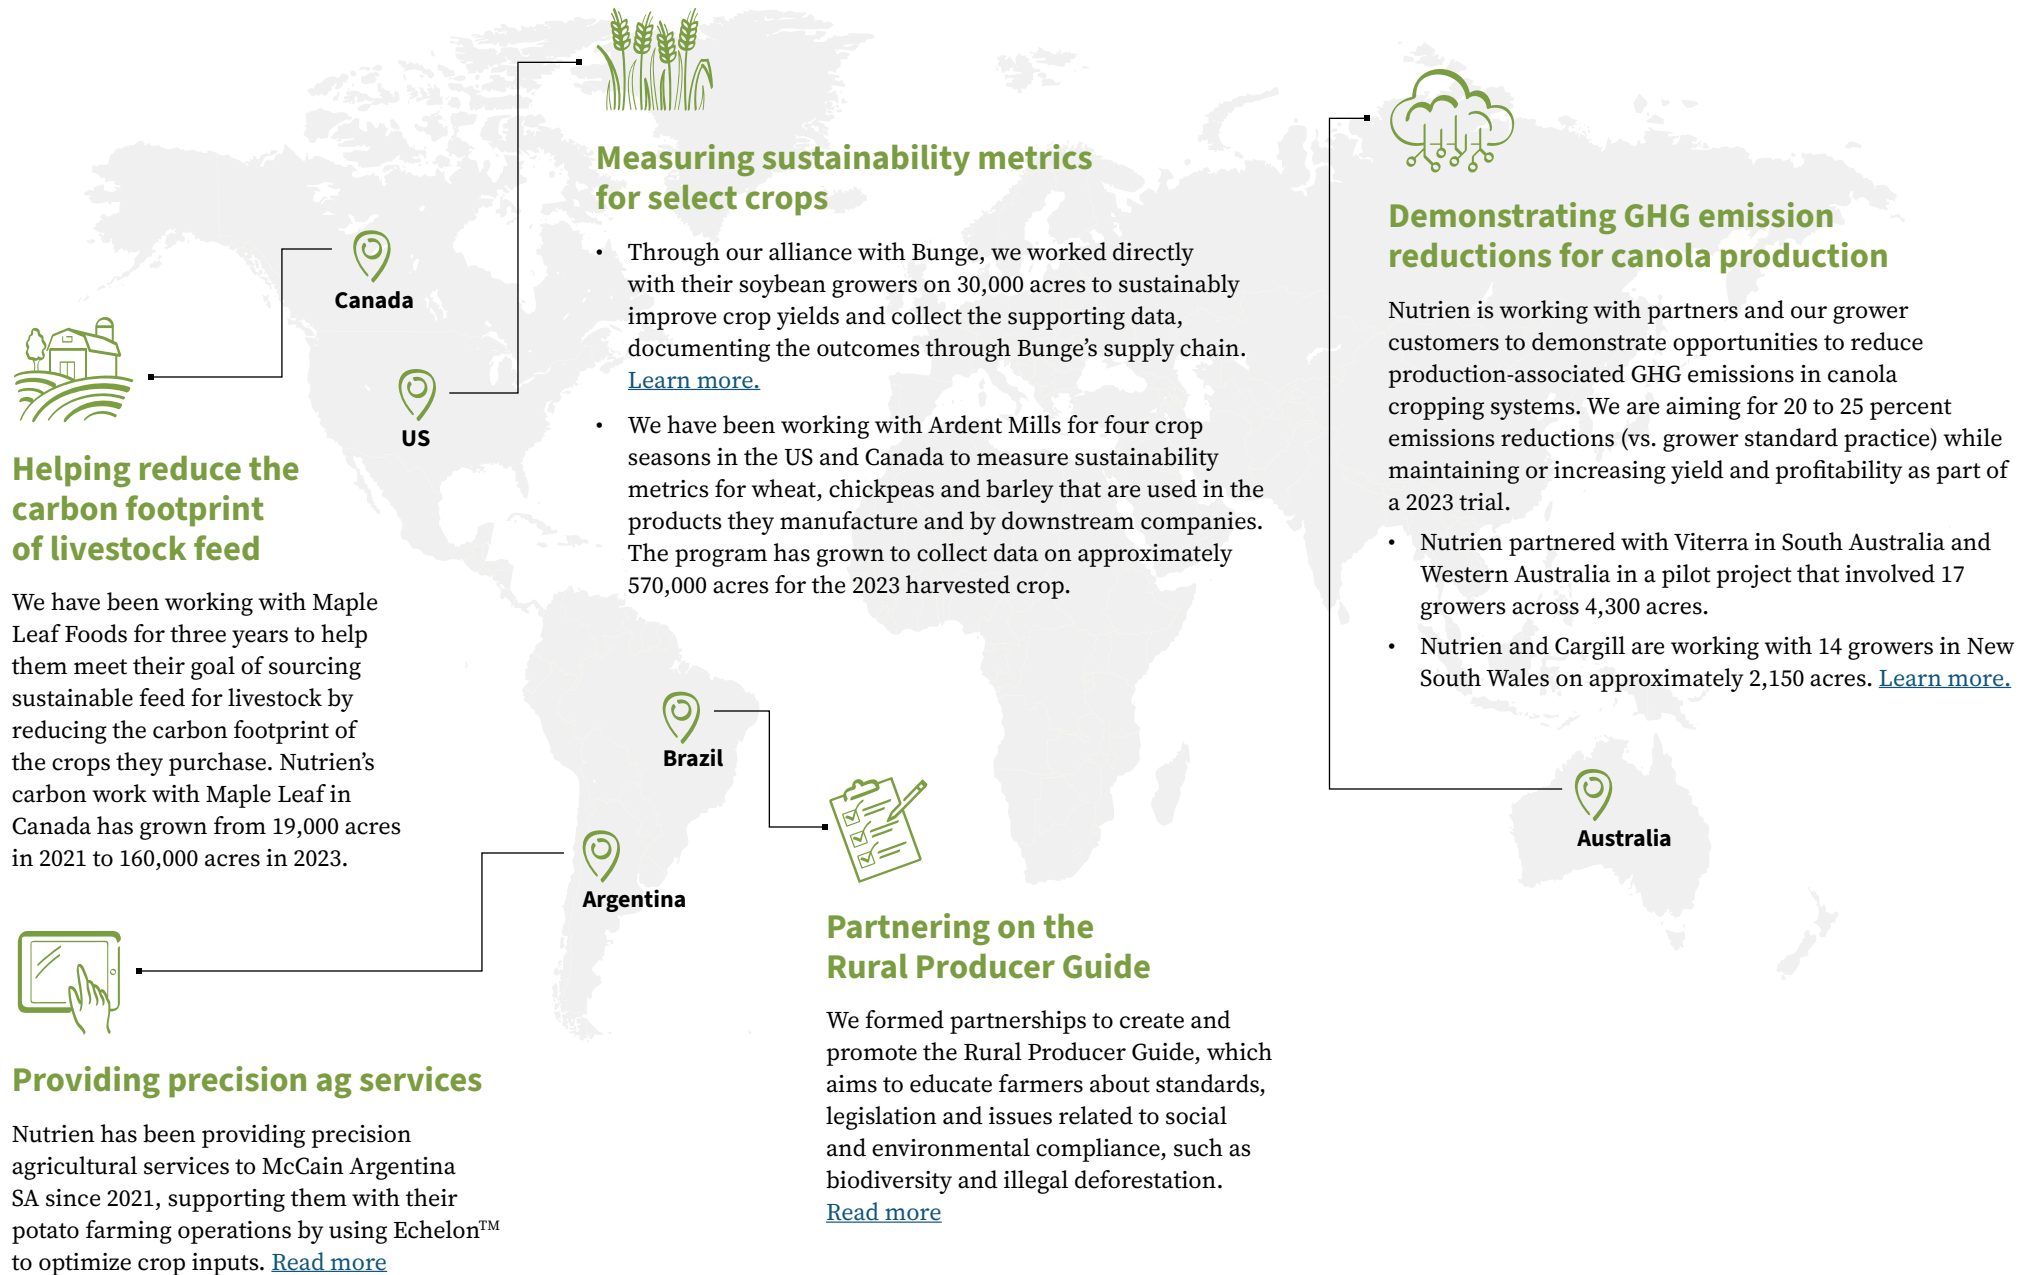 Canada
US
Brazil
Argentina
Australia
Helping reduce the
carbon footprint
of livestock feed
We have been working with Maple
Leaf Foods for three years to help
them meet their goal of sourcing
sustainable feed for livestock by
reducing the carbon footprint of
the crops they purchase. Nutrien’s
carbon work with Maple Leaf in
Canada has grown from 19,000 acres
in 2021 to 160,000 acres in 2023.
Measuring sustainability metrics
for select crops
• Through our alliance with Bunge, we worked directly
with their soybean growers on 30,000 acres to sustainably
improve crop yields and collect the supporting data,
documenting the outcomes through Bunge’s supply chain.
Learn more.
• We have been working with Ardent Mills for four crop
seasons in the US and Canada to measure sustainability
metrics for wheat, chickpeas and barley that are used in the
products they manufacture and by downstream companies.
The program has grown to collect data on approximately
570,000 acres for the 2023 harvested crop.
Demonstrating GHG emission
reductions for canola production
Nutrien is working with partners and our grower
customers to demonstrate opportunities to reduce
production-associated GHG emissions in canola
cropping systems. We are aiming for 20 to 25 percent
emissions reductions (vs. grower standard practice) while
maintaining or increasing yield and profitability as part of
a 2023 trial.
• Nutrien partnered with Viterra in South Australia and
Western Australia in a pilot project that involved 17
growers across 4,300 acres.
• Nutrien and Cargill are working with 14 growers in New
South Wales on approximately 2,150 acres. Learn more.
Providing precision ag services
Nutrien has been providing precision
agricultural services to McCain Argentina
SA since 2021, supporting them with their
potato farming operations by using Echelon™
to optimize crop inputs. Read more
Partnering on the
Rural Producer Guide
We formed partnerships to create and
promote the Rural Producer Guide, which
aims to educate farmers about standards,
legislation and issues related to social
and environmental compliance, such as
biodiversity and illegal deforestation.
Read more